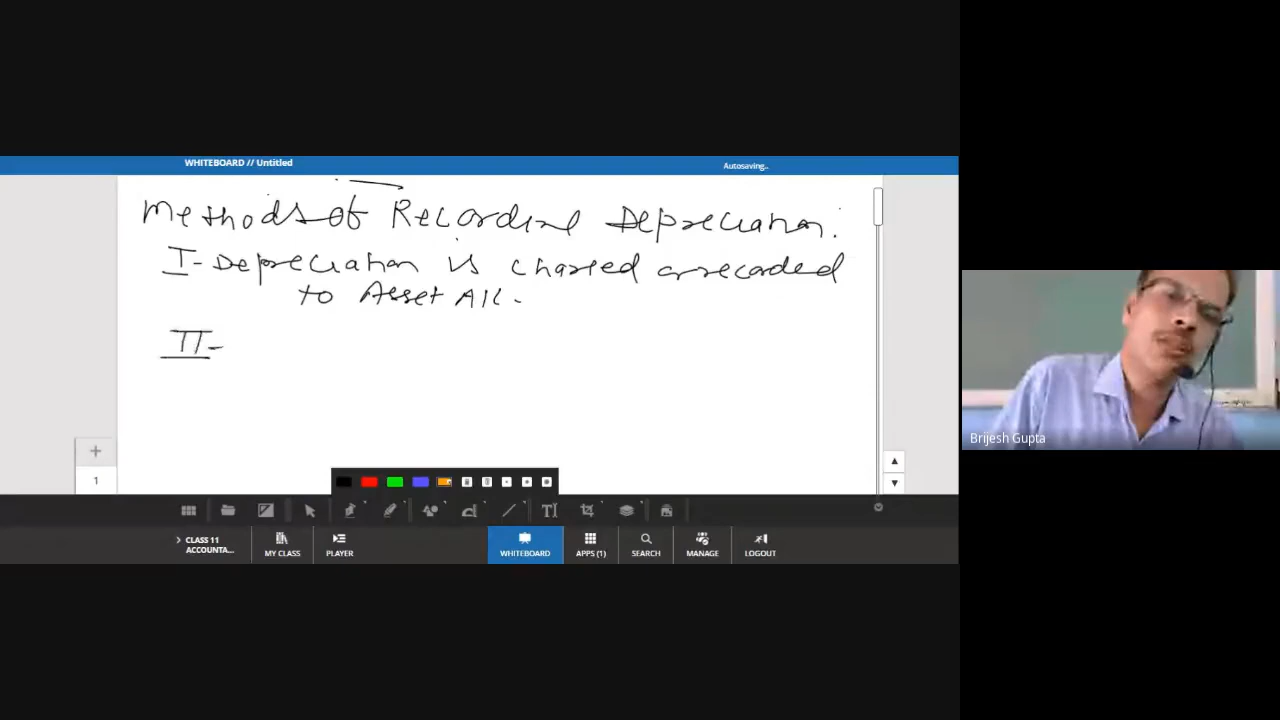 WHITEBOARD // Untitled
Autosaving..
Methods of Recording Depreciation.
I- Depreciation is charged or recorded
to Asset A/c.
II-
Brijesh Gupta
1
CLASS 11
ACCOUNTA...
MY CLASS
PLAYER
WHITEBOARD
APPS (1)
SEARCH
MANAGE
LOGOUT